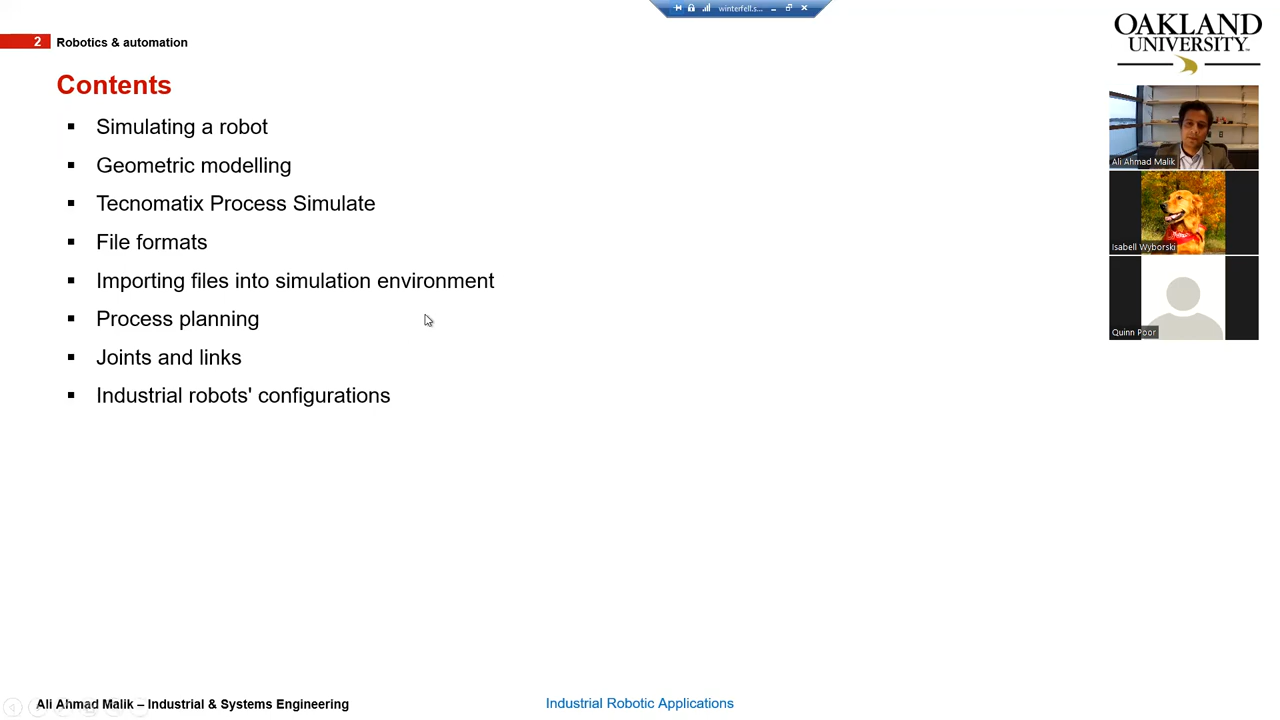 winterfell.s...
OAKLAND
UNIVERSITY
2 Robotics & automation
Contents
Simulating a robot
Geometric modelling
Tecnomatix Process Simulate
File formats
Importing files into simulation environment
Process planning
Joints and links
Industrial robots' configurations
Ali Ahmad Malik
Isabell Wyborski
Quinn Poor
Ali Ahmad Malik – Industrial & Systems Engineering
Industrial Robotic Applications